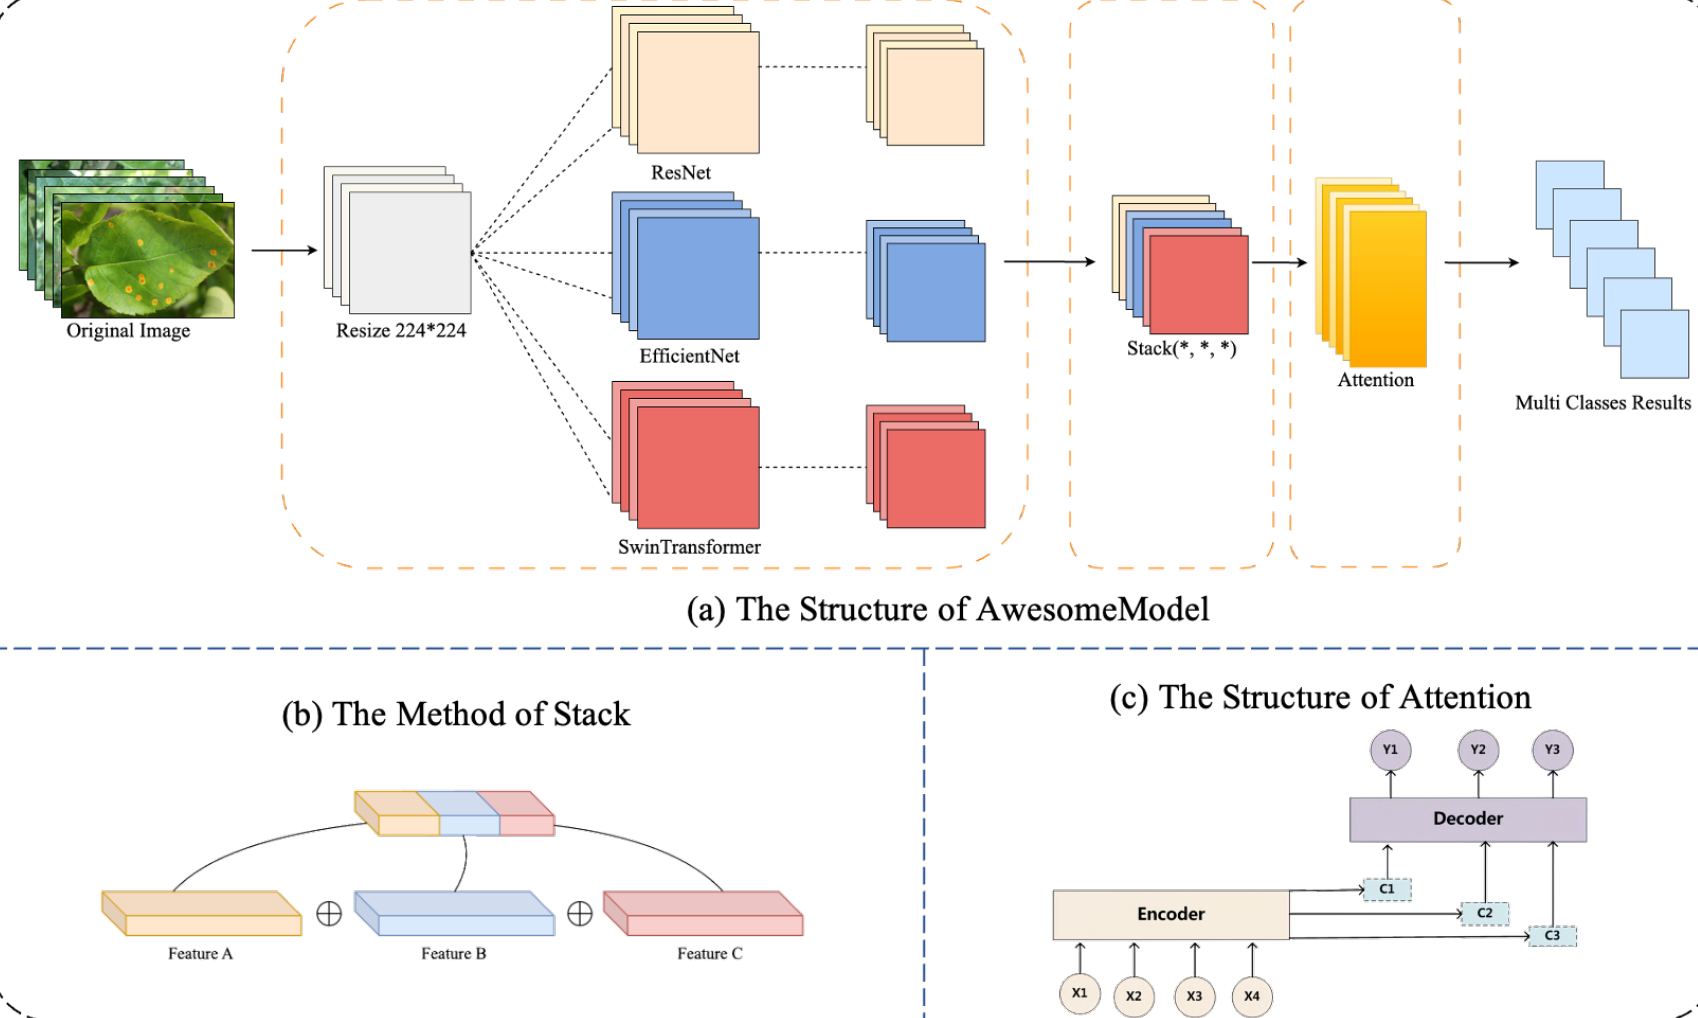 ResNet
Original Image
Resize 224*224
EfficientNet
Stack(*, *, *)
Attention
Multi Classes Results
SwinTransformer
(a) The Structure of AwesomeModel
(b) The Method of Stack
Feature A
Feature B
Feature C
(c) The Structure of Attention
Y1
Y2
Y3
Decoder
C1
C2
C3
Encoder
X1
X2
X3
X4